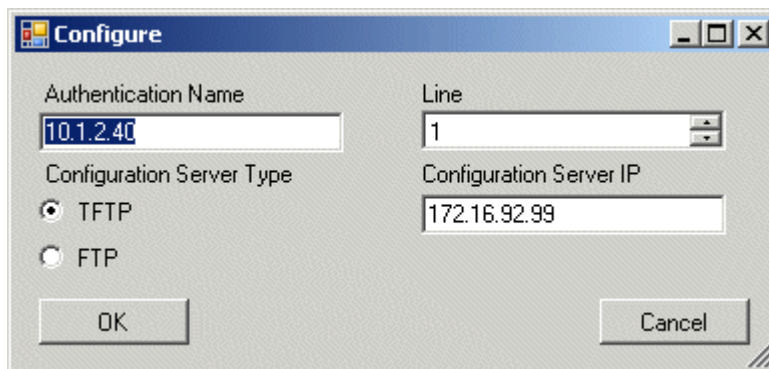 Configure
Authentication Name
Line
10.1.2.40
1
Configuration Server Type
Configuration Server IP
TFTP
172.16.92.99
FTP
OK
Cancel